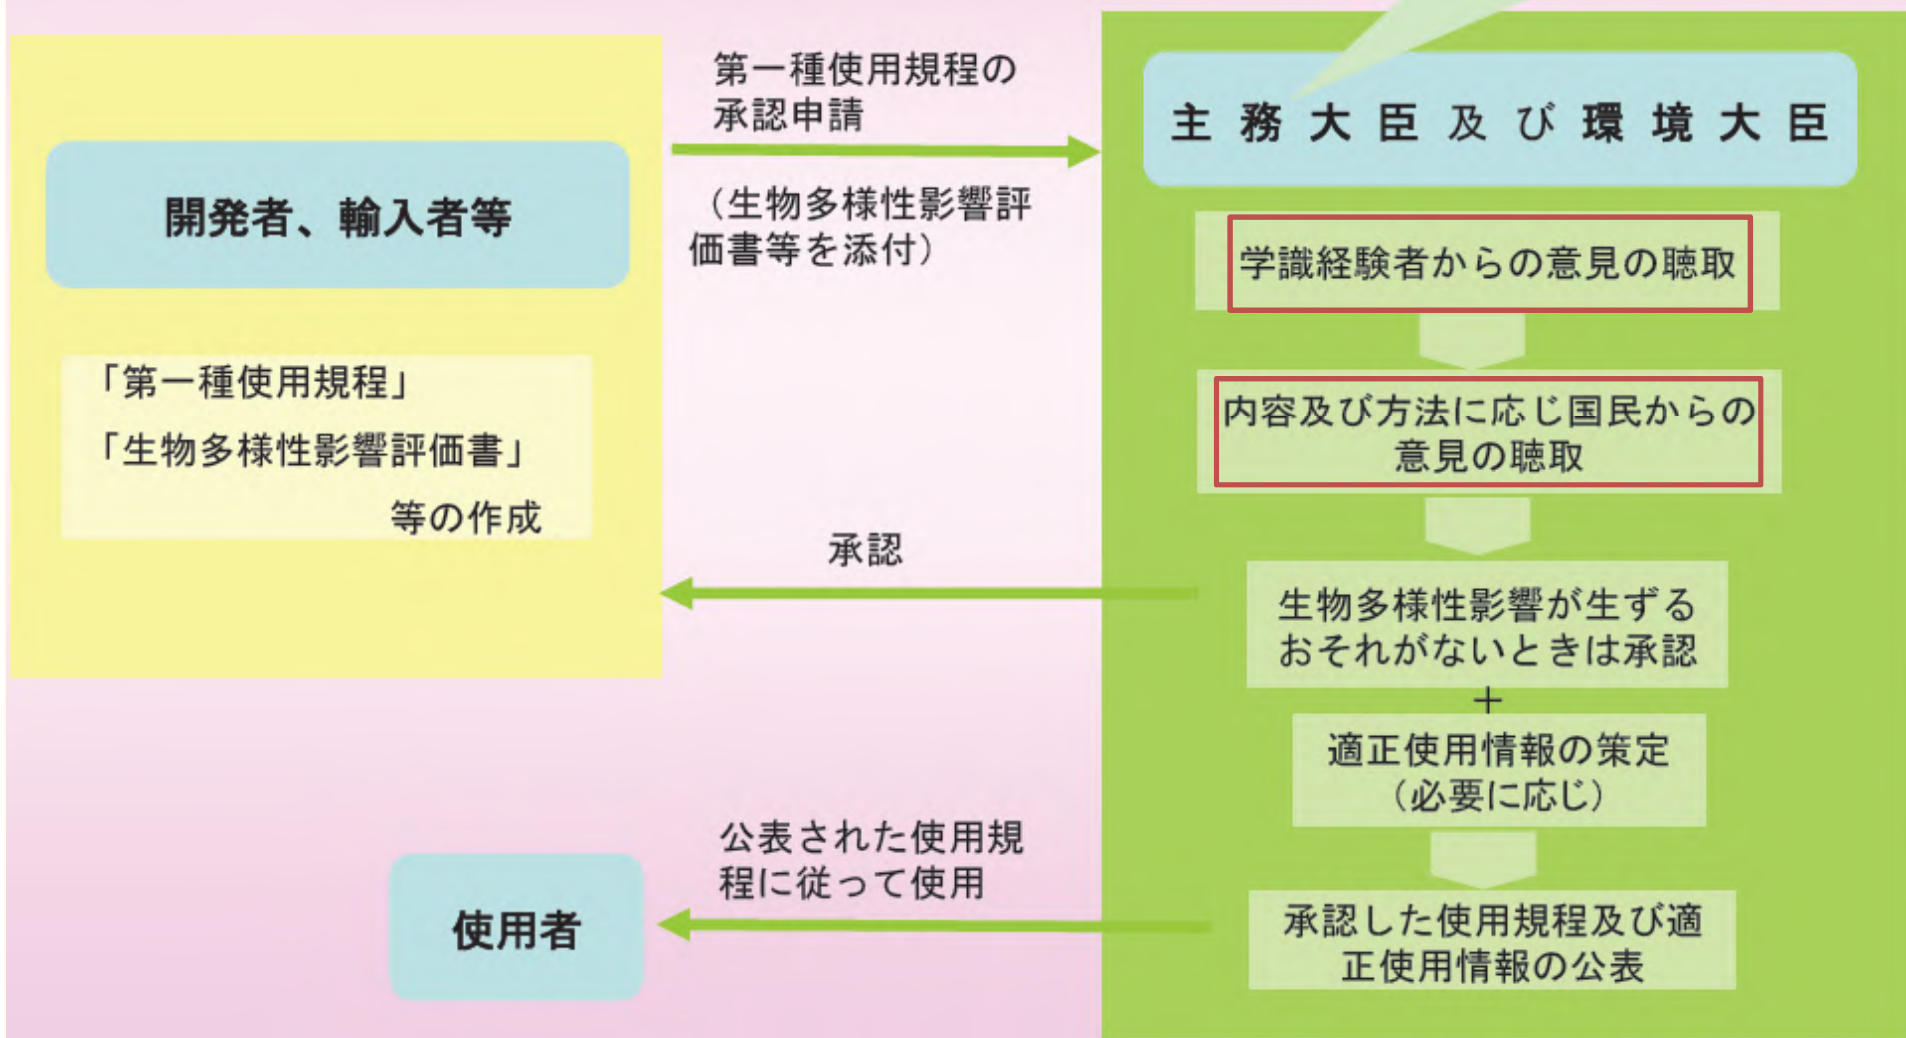 開発者、輸入者等
「第一種使用規程」
「生物多様性影響評価書」
等の作成
第一種使用規程の
承認申請
（生物多様性影響評
価書等を添付）
主務大臣及び環境大臣
学識経験者からの意見の聴取
内容及び方法に応じ国民からの
意見の聴取
承認
生物多様性影響が生ずる
おそれがないときは承認
＋
適正使用情報の策定
（必要に応じ）
承認した使用規程及び適
正使用情報の公表
公表された使用規
程に従って使用
使用者